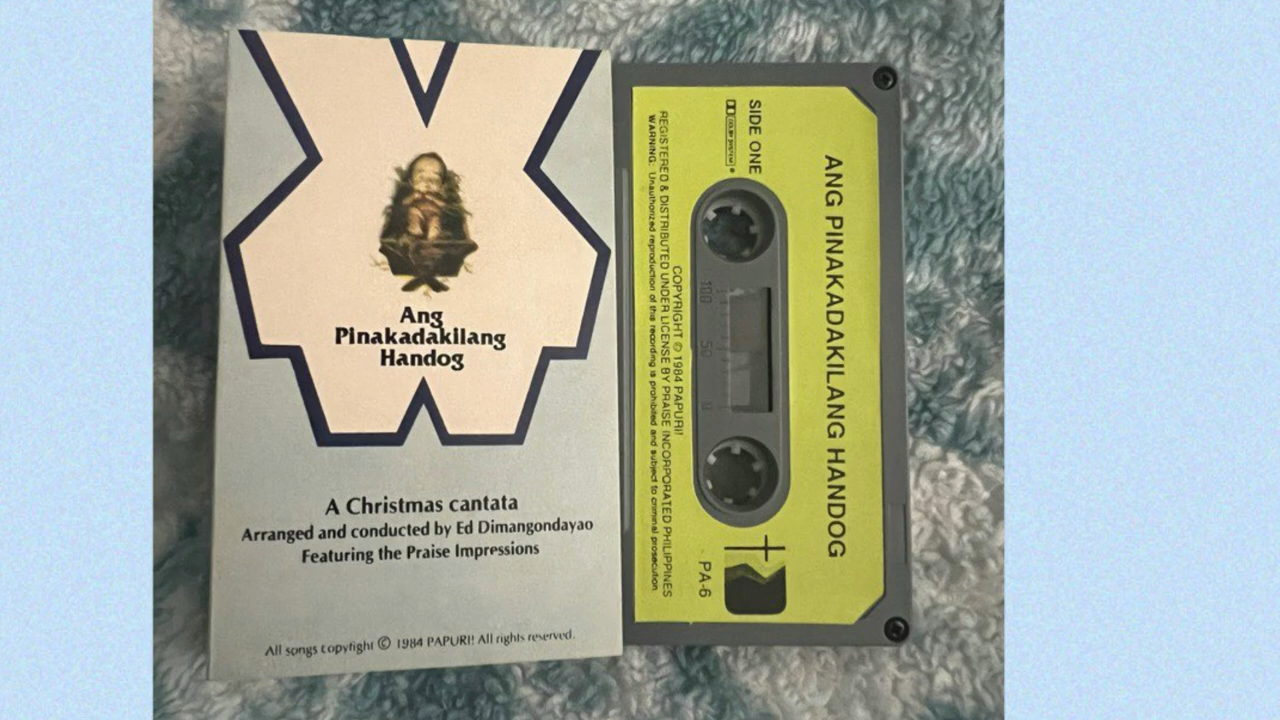 Ang
Pinakadakilang
Handog
A Christmas cantata
Arranged and conducted by Ed Dimangondayao
Featuring the Praise Impressions
All songs copyright © 1984 PAPURI! All rights reserved.
ANG PINAKADAKILANG HANDOG
SIDE ONE
DOLBY SYSTEM
100 50 0
PA-6
COPYRIGHT © 1984 PAPURI!
REGISTERED & DISTRIBUTED UNDER LICENSE BY PRAISE INCORPORATED PHILIPPINES
WARNING: Unauthorized reproduction of this recording is prohibited and subject to criminal prosecution